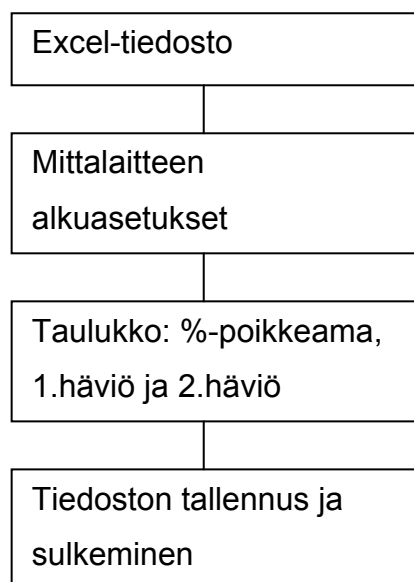 Excel-tiedosto
Mittalaitteen
alkuasetukset
Taulukko: %-poikkeama,
1.häviö ja 2.häviö
Tiedoston tallennus ja
sulkeminen